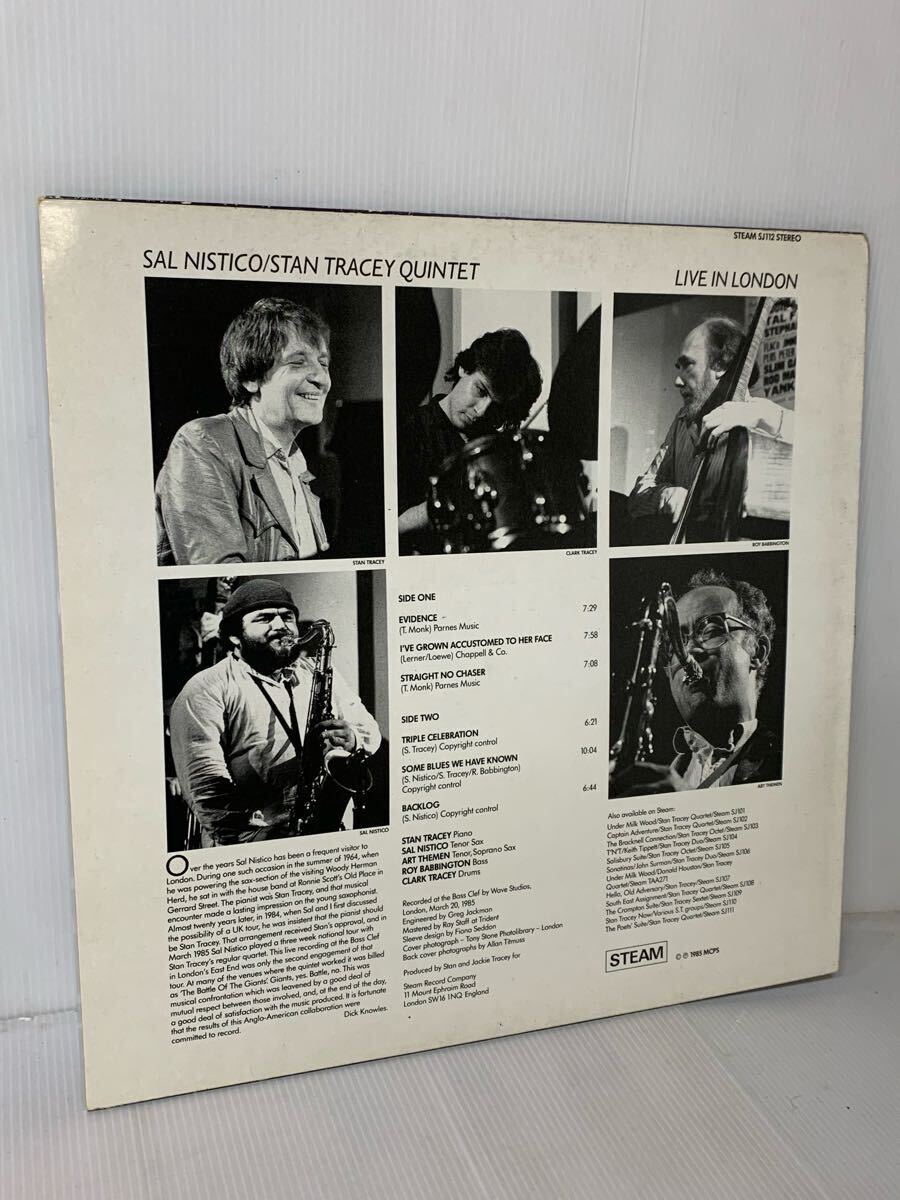 STEAM SJ112 STEREO
SAL NISTICO/STAN TRACEY QUINTET
LIVE IN LONDON
STAN TRACEY
CLARK TRACEY
ROY BABBINGTON
SAL NISTICO
ART THEMEN
SIDE ONE
EVIDENCE – 7:29
(T. Monk) Parnes Music
I'VE GROWN ACCUSTOMED TO HER FACE 7:58
(Lerner/Loewe) Chappell & Co.
STRAIGHT NO CHASER 7:08
(T. Monk) Parnes Music
SIDE TWO
TRIPLE CELEBRATION 6:21
(S. Tracey) Copyright control
SOME BLUES WE HAVE KNOWN 10:04
(S. Nistico/S. Tracey/R. Babbington)
Copyright control
BACKLOG 6:44
(S. Nistico) Copyright control
STAN TRACEY Piano
SAL NISTICO Tenor Sax
ART THEMEN Tenor, Soprano Sax
ROY BABBINGTON Bass
CLARK TRACEY Drums
Recorded at the Bass Clef by Wave Studios,
London, March 20, 1985
Engineered by Greg Jackman
Mastered by Ray Staff at Trident
Sleeve design by Fiona Seddon
Cover photograph – Tony Stone Photolibrary – London
Back cover photographs by Allan Titmuss
Produced by Stan and Jackie Tracey for
Steam Record Company
11 Mount Ephraim Road
London SW16 1NQ England
Over the years Sal Nistico has been a frequent visitor to
London. During one such occasion in the summer of 1964, when
he was powering the sax-section of the visiting Woody Herman
Herd, he sat in with the house band at Ronnie Scott's Old Place in
Gerrard Street. The pianist was Stan Tracey, and that musical
encounter made a lasting impression on the young saxophonist.
Almost twenty years later, in 1984, when Sal and I first discussed
the possibility of a UK tour, he was insistent that the pianist should
be Stan Tracey. That arrangement received Stan's approval, and in
March 1985 Sal Nistico played a three week national tour with
Stan Tracey's regular quartet. This live recording at the Bass Clef
in London's East End was only the second engagement of that
tour. At many of the venues where the quintet worked it was billed
as 'The Battle Of The Giants'. Giants, yes. Battle, no. This was
musical confrontation which was leavened by a good deal of
mutual respect between those involved, and, at the end of the day,
a good deal of satisfaction with the music produced. It is fortunate
that the results of this Anglo-American collaboration were
committed to record.
Dick Knowles.
Also available on Steam:
Under Milk Wood/Stan Tracey Quartet/Steam SJ101
Captain Adventure/Stan Tracey Quartet/Steam SJ102
The Bracknell Connection/Stan Tracey Octet/Steam SJ103
'T'N'T/Keith Tippett/Stan Tracey Duo/Steam SJ104
Salisbury Suite/Stan Tracey Octet/Steam SJ105
Sonatinas/John Surman/Stan Tracey Duo/Steam SJ106
Under Milk Wood/Donald Houston/Stan Tracey
Quartet/Steam TAA271
Hello, Old Adversary/Stan Tracey/Steam SJ107
South East Assignment/Stan Tracey Quartet/Steam SJ108
The Crompton Suite/Stan Tracey Sextet/Steam SJ109
Stan Tracey Now/Various S.T. groups/Steam SJ110
The Poets' Suite/Stan Tracey Quartet/Steam SJ111
STEAM
© ℗ 1985 MCPS